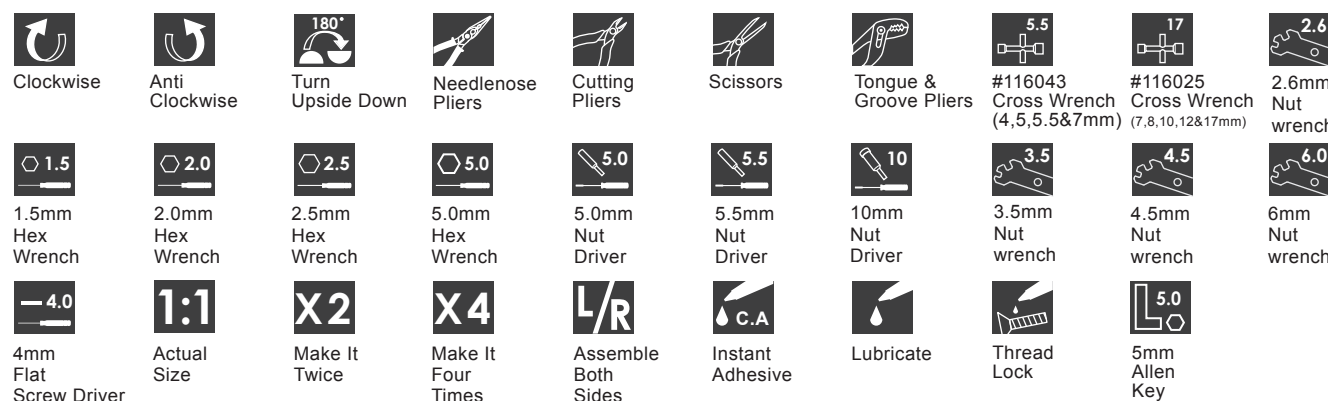 180°
5.5
17
2.6
Clockwise
Anti
Clockwise
Turn
Upside Down
Needlenose
Pliers
Cutting
Pliers
Scissors
Tongue &
Groove Pliers
#116043
Cross Wrench
(4,5,5.5&7mm)
#116025
Cross Wrench
(7,8,10,12&17mm)
2.6mm
Nut
wrench
1.5
2.0
2.5
5.0
5.0
5.5
10
3.5
4.5
6.0
1.5mm
Hex
Wrench
2.0mm
Hex
Wrench
2.5mm
Hex
Wrench
5.0mm
Hex
Wrench
5.0mm
Nut
Driver
5.5mm
Nut
Driver
10mm
Nut
Driver
3.5mm
Nut
wrench
4.5mm
Nut
wrench
6mm
Nut
wrench
4.0
1:1
X2
X4
L/R
C.A
5.0
4mm
Flat
Screw Driver
Actual
Size
Make It
Twice
Make It
Four
Times
Assemble
Both
Sides
Instant
Adhesive
Lubricate
Thread
Lock
5mm
Allen
Key